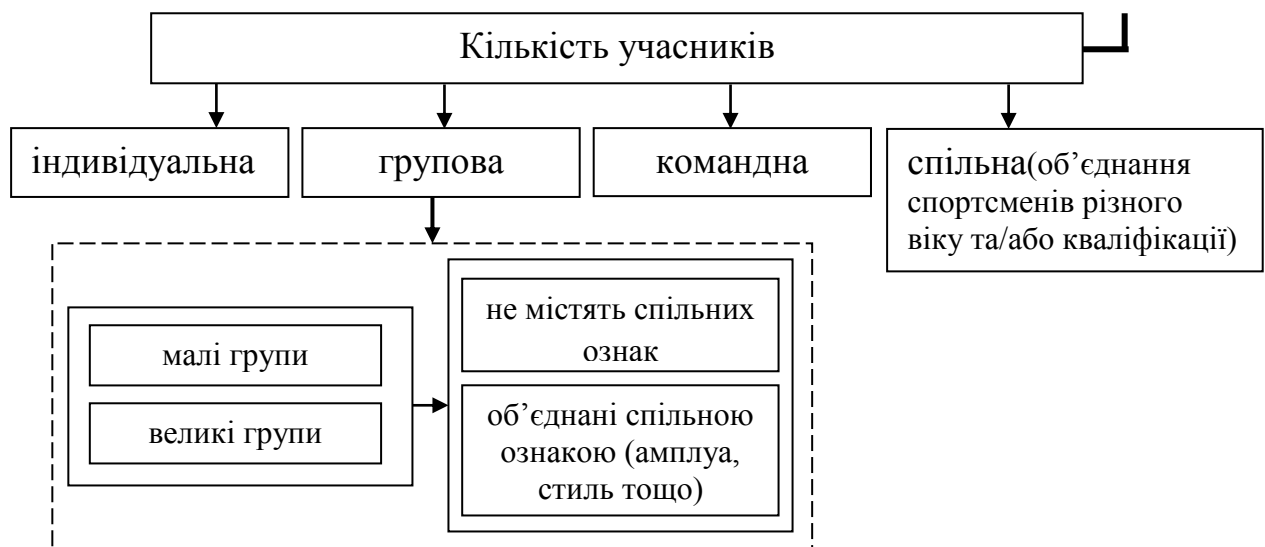 Кількість учасників
індивідуальна
групова
командна
спільна(об’єднання
спортсменів різного
віку та/або кваліфікації)
малі групи
великі групи
не містять спільних
ознак
об’єднані спільною
ознакою (амплуа,
стиль тощо)